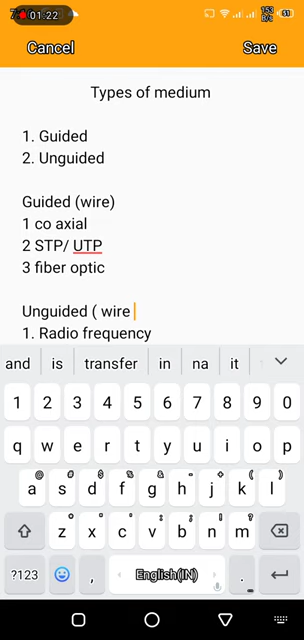 01:22
153
B/s
51
Cancel
Save
Types of medium
1. Guided
2. Unguided
Guided (wire)
1 co axial
2 STP/ UTP
3 fiber optic
Unguided ( wire
1. Radio frequency
and is transfer in na it
1 2 3 4 5 6 7 8 9 0
q w e r t y u i o p
@ # $ % & - + ( )
a s d f g h j k l
z x c v b n m
?123 , English(IN) .